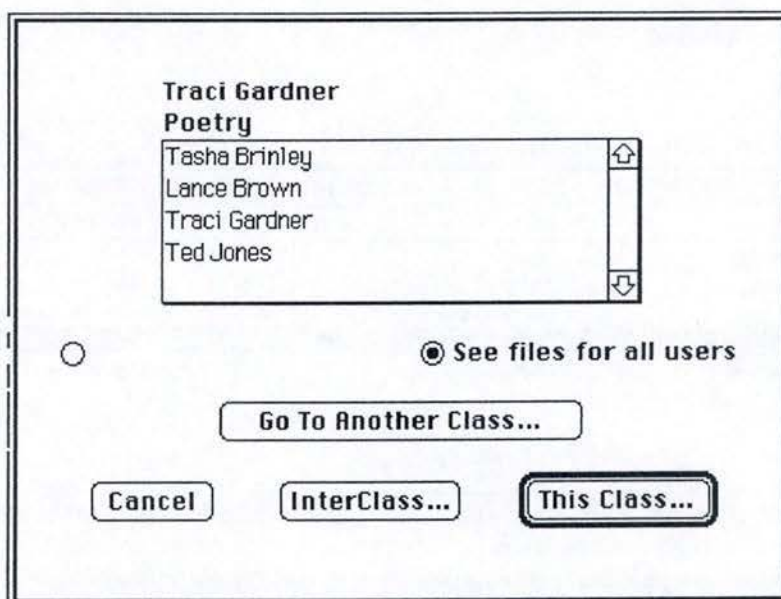 Traci Gardner
Poetry
Tasha Brinley
Lance Brown
Traci Gardner
Ted Jones
See files for all users
Go To Another Class...
Cancel InterClass... This Class...